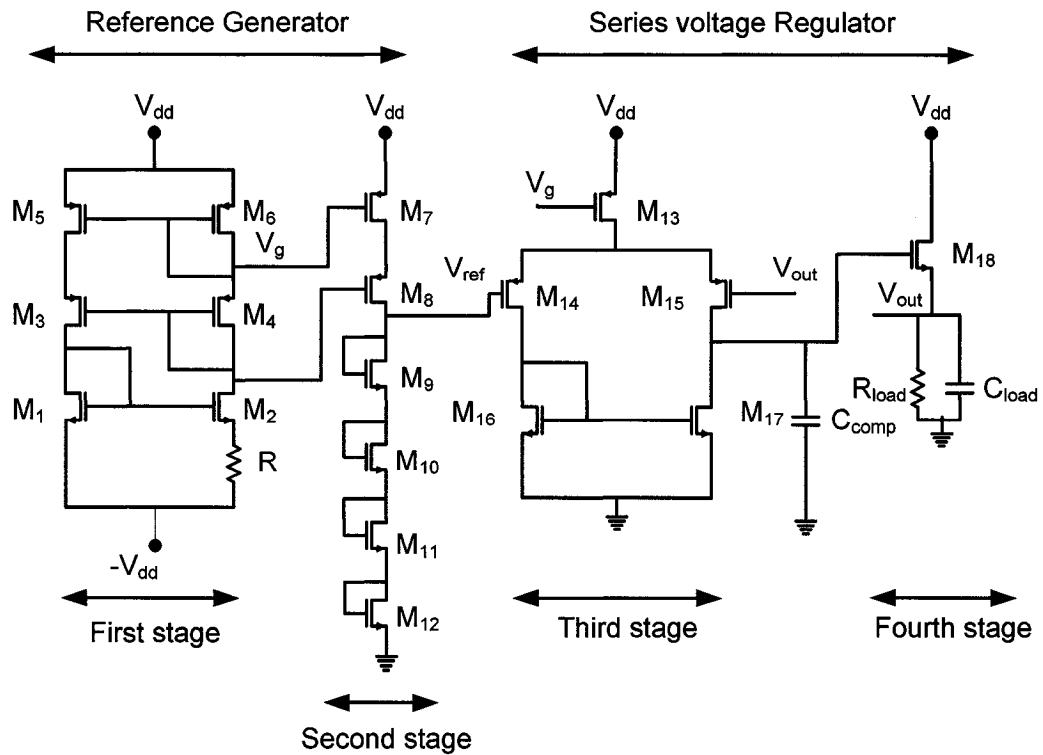 Reference Generator
Series voltage Regulator
V_dd
V_dd
V_dd
V_dd
M_5
M_6
V_g
M_7
V_g
M_13
M_18
M_3
M_4
M_8
V_ref
M_14
M_15
V_out
V_out
M_1
M_2
R
M_9
M_10
M_11
M_12
M_16
M_17
C_comp
R_load
C_load
-V_dd
First stage
Second stage
Third stage
Fourth stage